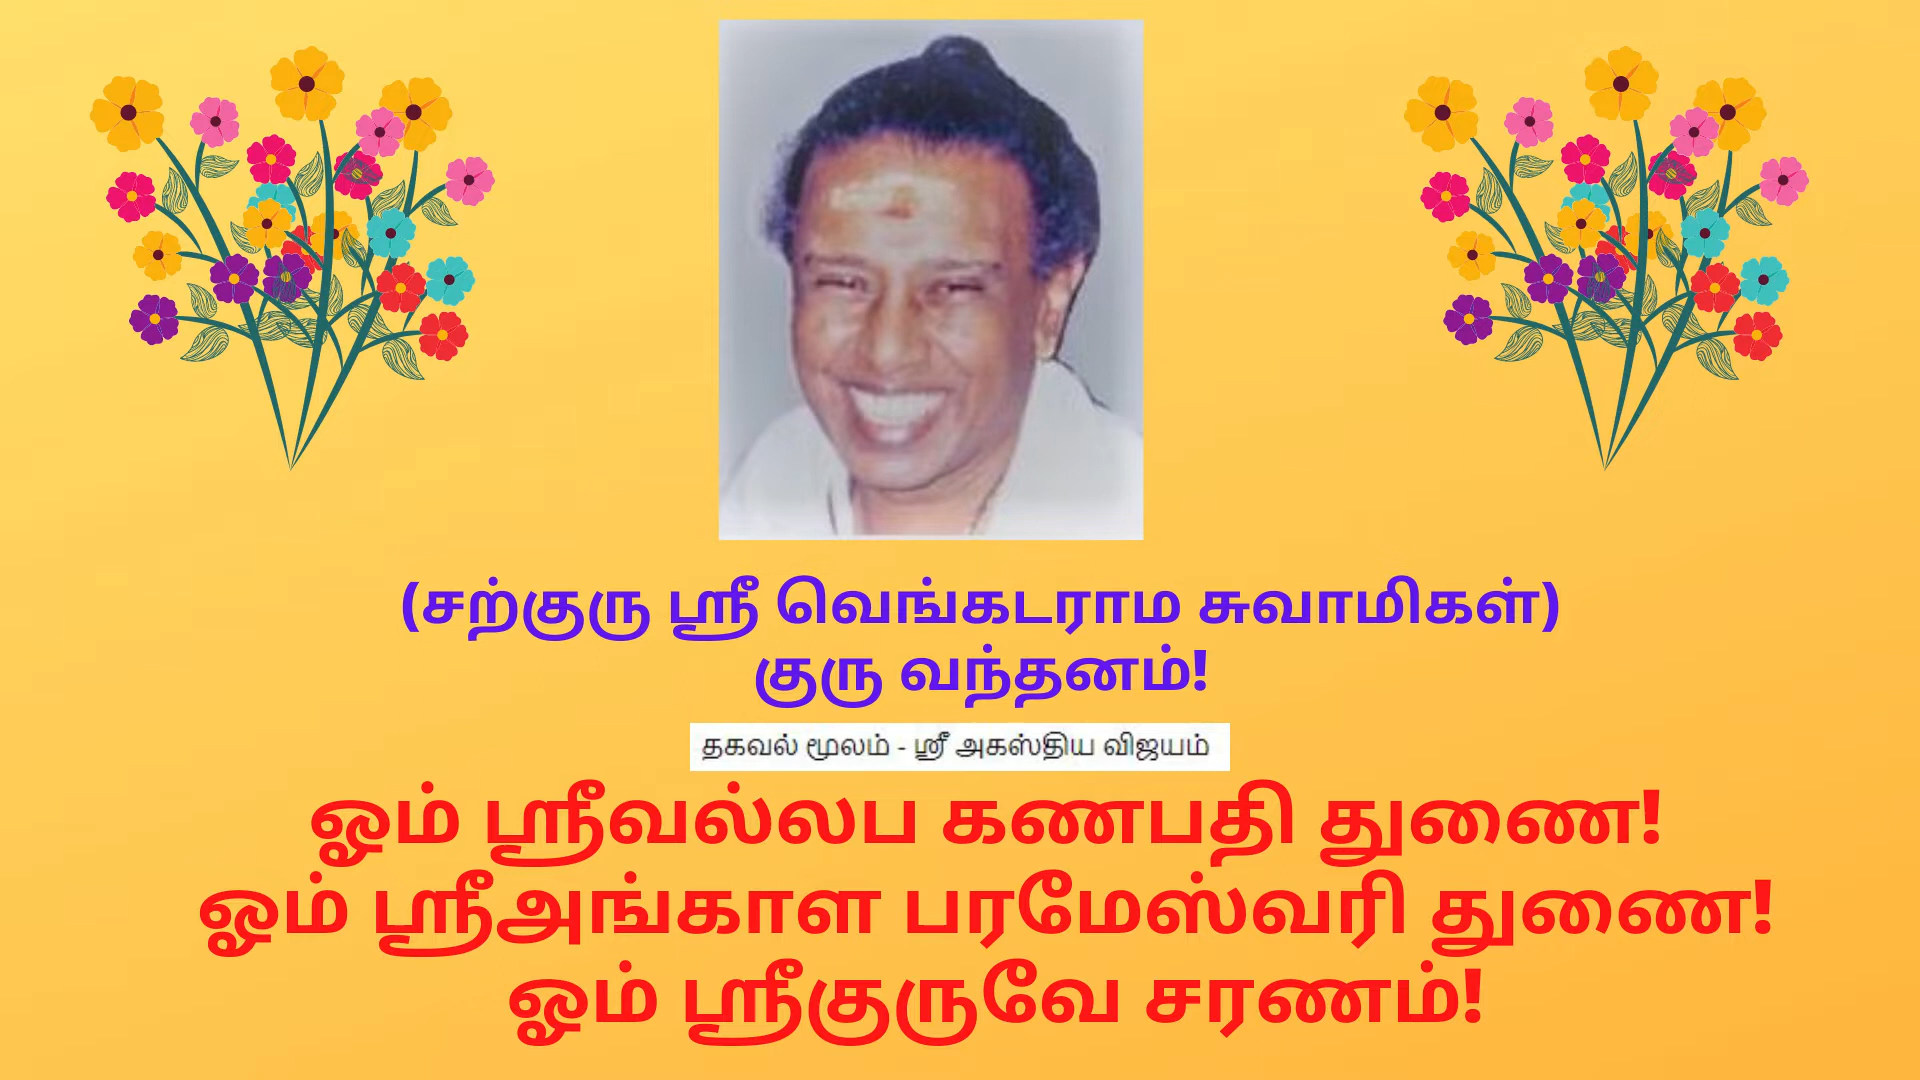 (சற்குரு ஸ்ரீ வெங்கடராம சுவாமிகள்)
குரு வந்தனம்!
தகவல் மூலம் - ஸ்ரீ அகஸ்திய விஜயம்
ஓம் ஸ்ரீவல்லப கணபதி துணை!
ஓம் ஸ்ரீஅங்காள பரமேஸ்வரி துணை!
ஓம் ஸ்ரீகுருவே சரணம்!